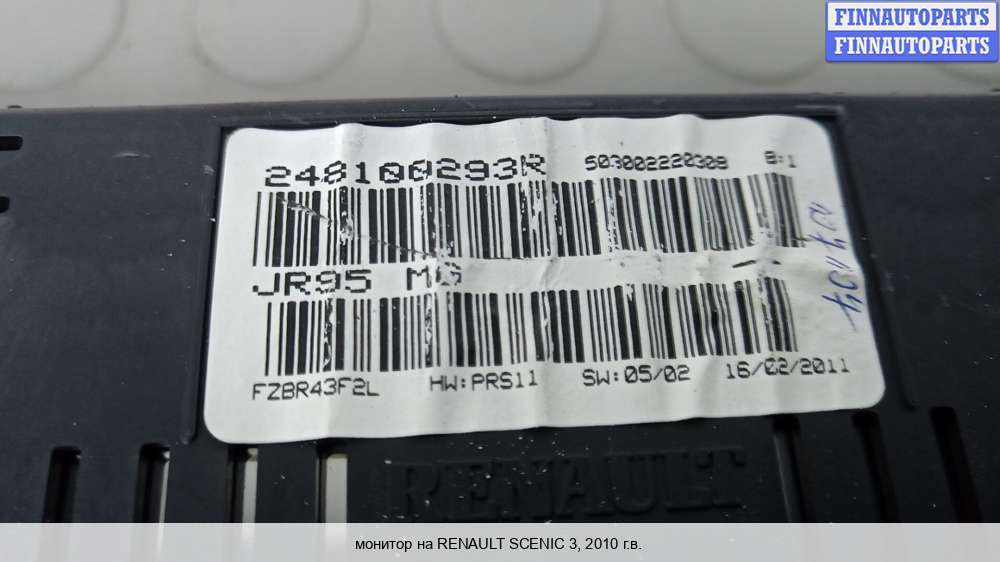 FINNAUTOPARTS
FINNAUTOPARTS
248100293R 503002220308 8:1
JR95 MG
FZBR43F2L HW:PRS11 SW:05/02 16/02/2011
RENAULT
монитор на RENAULT SCENIC 3, 2010 г.в.